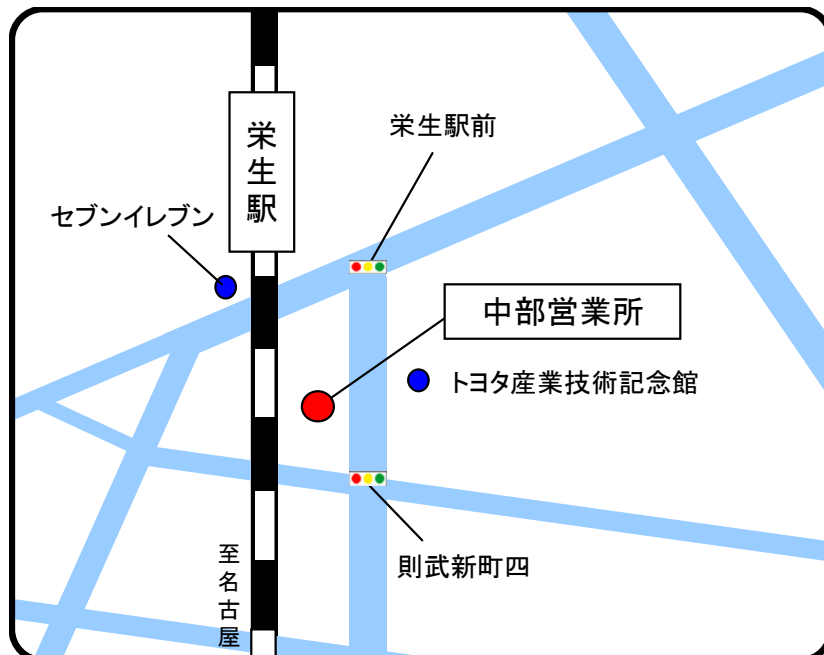 栄生駅
栄生駅前
セブンイレブン
中部営業所
トヨタ産業技術記念館
則武新町四
至名古屋